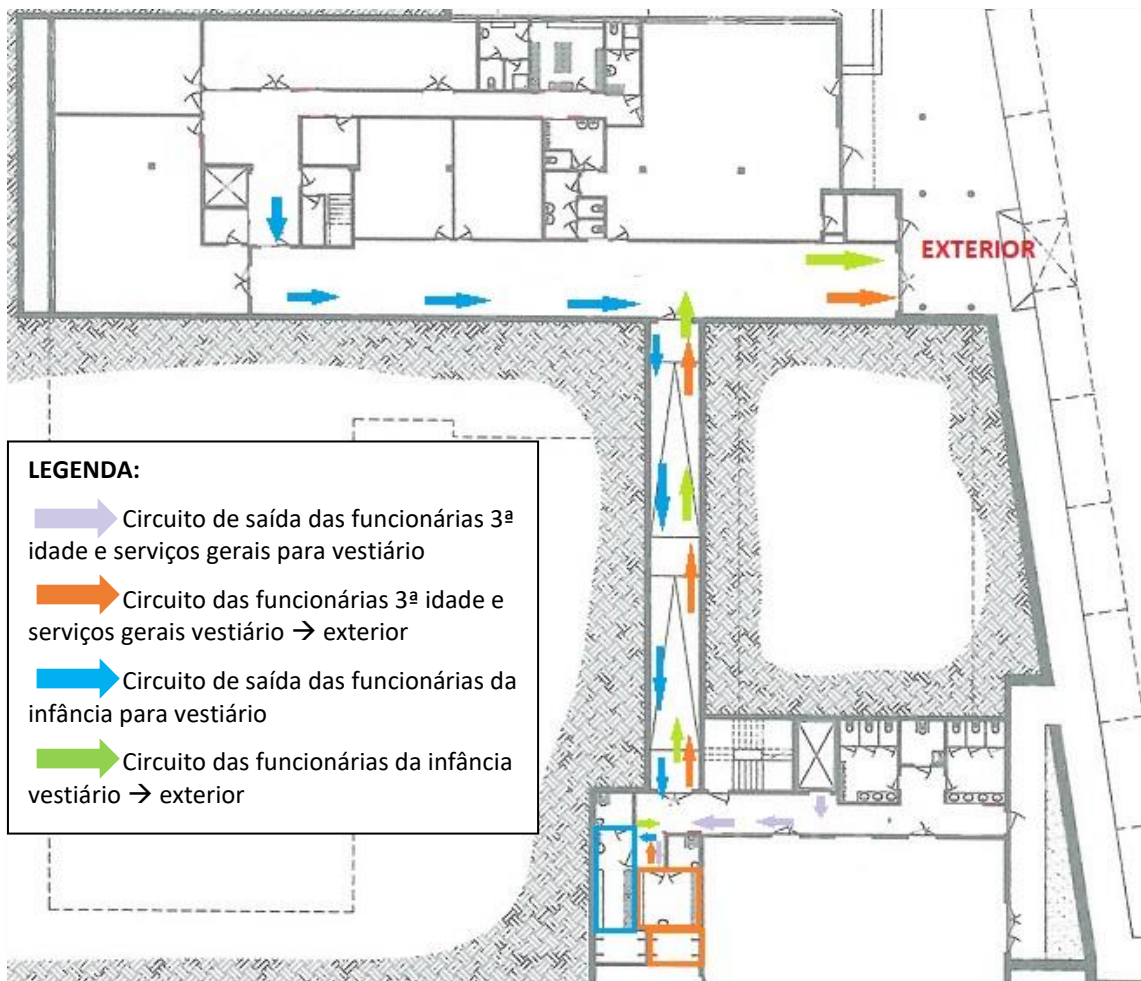 EXTERIOR
LEGENDA:
Circuito de saída das funcionárias 3ª
idade e serviços gerais para vestiário
Circuito das funcionárias 3ª idade e
serviços gerais vestiário → exterior
Circuito de saída das funcionárias da
infância para vestiário
Circuito das funcionárias da infância
vestiário → exterior